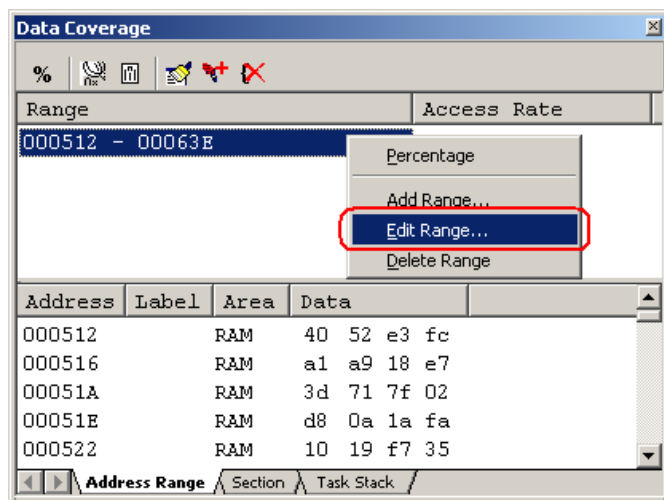 Data Coverage
%
Range Access Rate
000512 - 00063E
Percentage
Add Range...
Edit Range...
Delete Range
Address Label Area Data
000512 RAM 40 52 e3 fc
000516 RAM a1 a9 18 e7
00051A RAM 3d 71 7f 02
00051E RAM d8 0a 1a fa
000522 RAM 10 19 f7 35
Address Range Section Task Stack